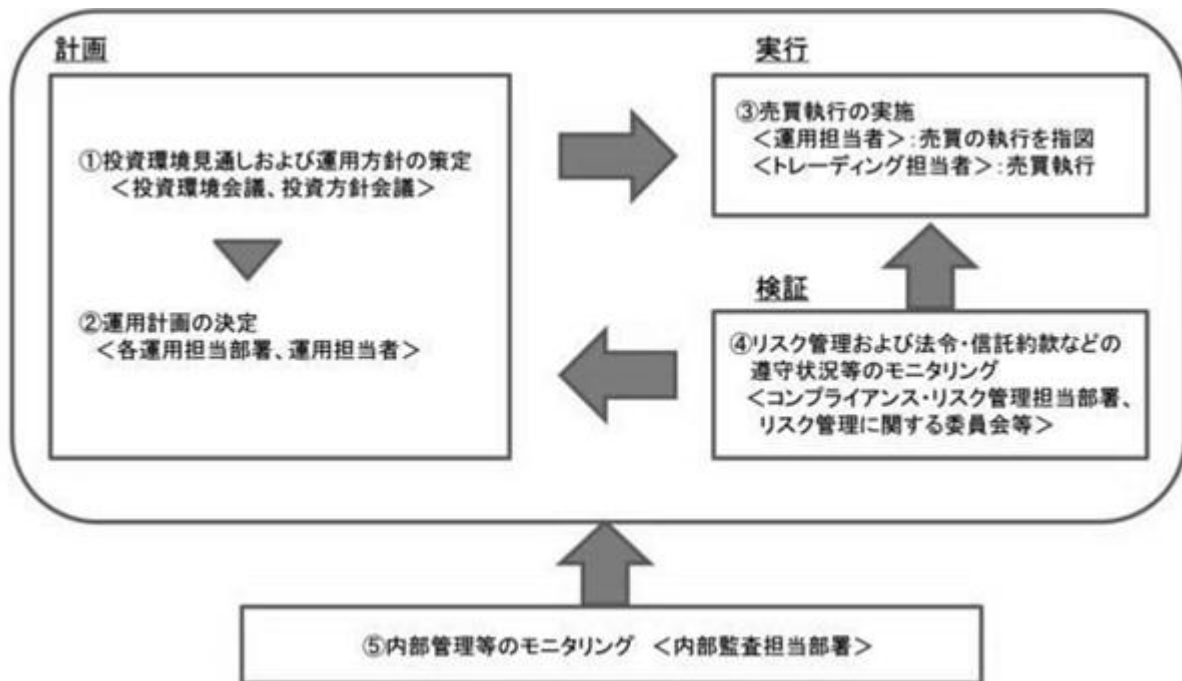 計画
①投資環境見通しおよび運用方針の策定
＜投資環境会議、投資方針会議＞
②運用計画の決定
＜各運用担当部署、運用担当者＞
実行
③売買執行の実施
＜運用担当者＞：売買の執行を指図
＜トレーディング担当者＞：売買執行
検証
④リスク管理および法令・信託約款などの
遵守状況等のモニタリング
＜コンプライアンス・リスク管理担当部署、
リスク管理に関する委員会等＞
⑤内部管理等のモニタリング ＜内部監査担当部署＞